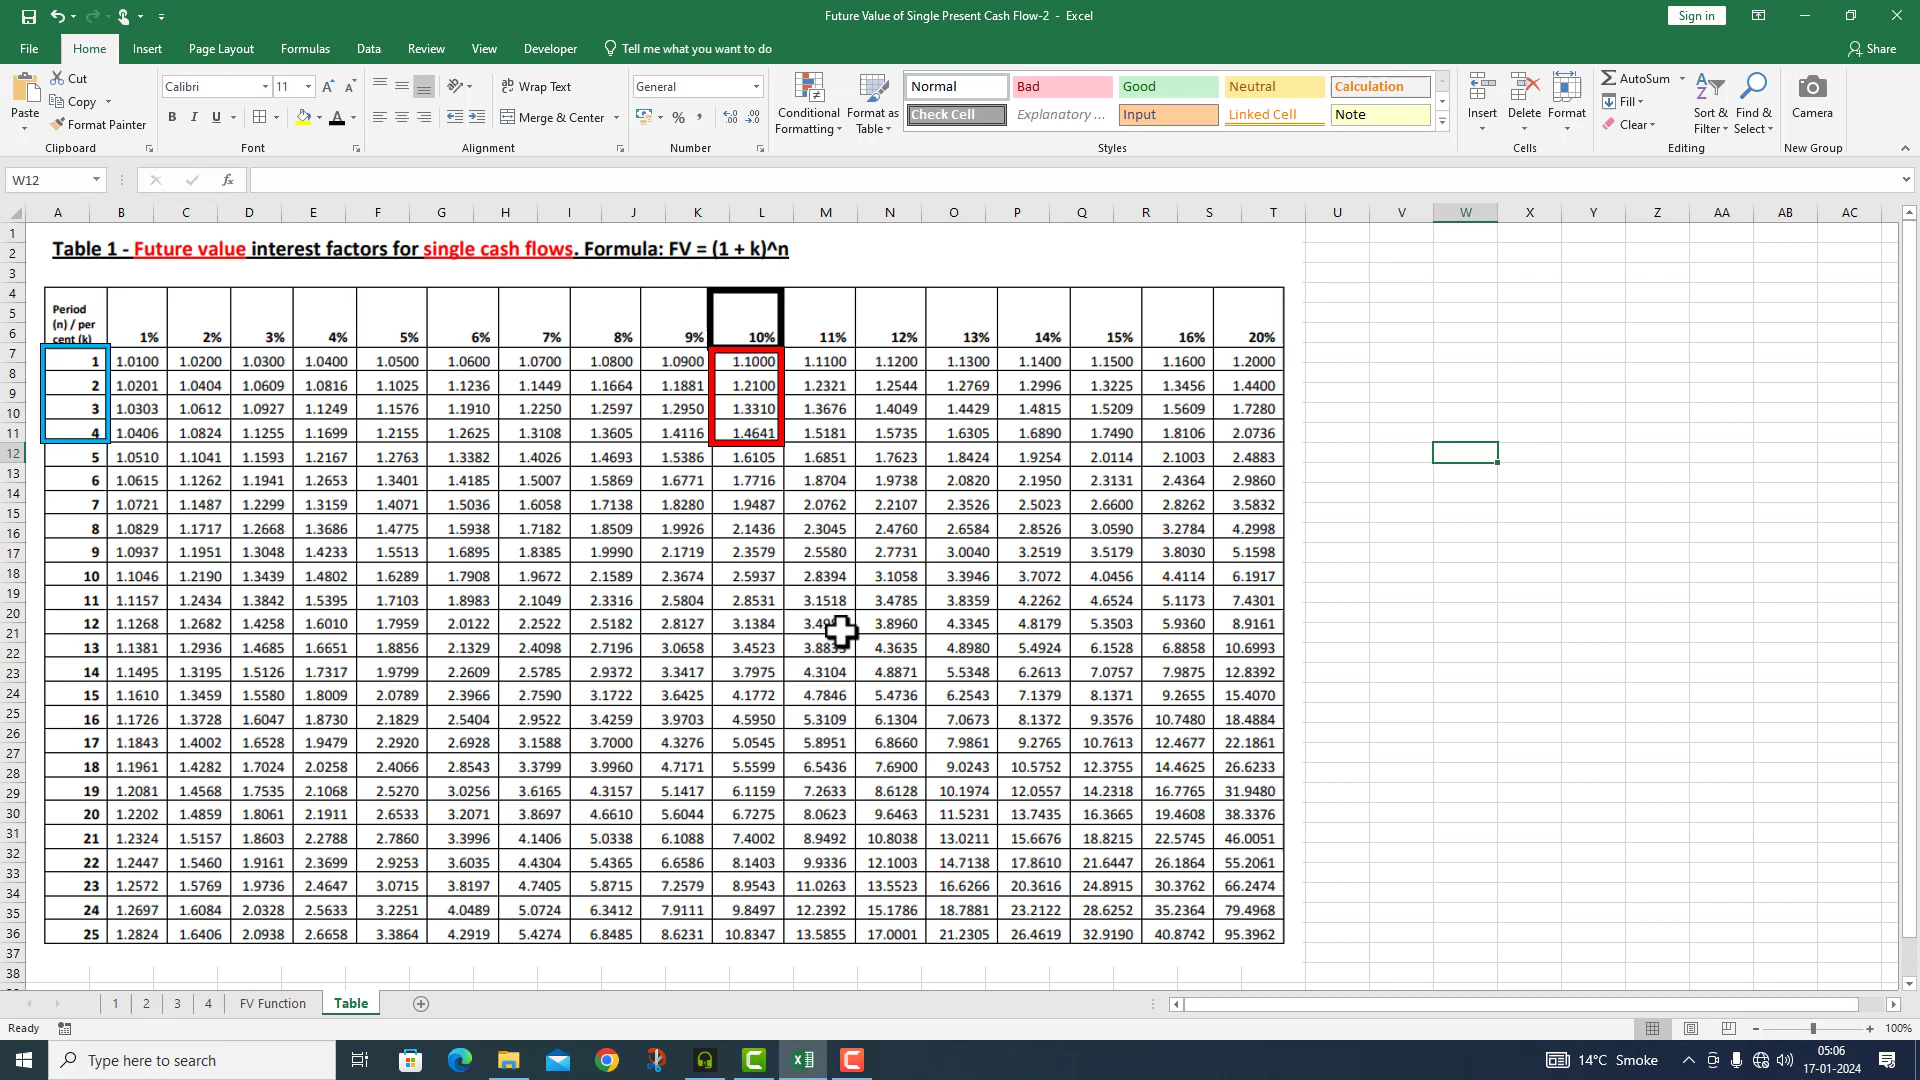 Future Value of Single Present Cash Flow-2 - Excel
Sign in
File Home Insert Page Layout Formulas Data Review View Developer Tell me what you want to do Share
Paste Cut Calibri 11 Wrap Text General Conditional Formatting Format as Table Normal Bad Good Neutral Calculation Insert Delete Format AutoSum Sort & Filter Find & Select Camera
Copy B I U Merge & Center Check Cell Explanatory ... Input Linked Cell Note Fill
Format Painter Clear
Clipboard Font Alignment Number Styles Cells Editing New Group
W12 fx
A B C D E F G H I J K L M N O P Q R S T U V W X Y Z AA AB AC
1
2 Table 1 - Future value interest factors for single cash flows. Formula: FV = (1 + k)^n
3
4
5 Period (n) / per
6 cent (k) 1% 2% 3% 4% 5% 6% 7% 8% 9% 10% 11% 12% 13% 14% 15% 16% 20%
7 1 1.0100 1.0200 1.0300 1.0400 1.0500 1.0600 1.0700 1.0800 1.0900 1.1000 1.1100 1.1200 1.1300 1.1400 1.1500 1.1600 1.2000
8 2 1.0201 1.0404 1.0609 1.0816 1.1025 1.1236 1.1449 1.1664 1.1881 1.2100 1.2321 1.2544 1.2769 1.2996 1.3225 1.3456 1.4400
9 3 1.0303 1.0612 1.0927 1.1249 1.1576 1.1910 1.2250 1.2597 1.2950 1.3310 1.3676 1.4049 1.4429 1.4815 1.5209 1.5609 1.7280
10
11 4 1.0406 1.0824 1.1255 1.1699 1.2155 1.2625 1.3108 1.3605 1.4116 1.4641 1.5181 1.5735 1.6305 1.6890 1.7490 1.8106 2.0736
12 5 1.0510 1.1041 1.1593 1.2167 1.2763 1.3382 1.4026 1.4693 1.5386 1.6105 1.6851 1.7623 1.8424 1.9254 2.0114 2.1003 2.4883
13 6 1.0615 1.1262 1.1941 1.2653 1.3401 1.4185 1.5007 1.5869 1.6771 1.7716 1.8704 1.9738 2.0820 2.1950 2.3131 2.4364 2.9860
14 7 1.0721 1.1487 1.2299 1.3159 1.4071 1.5036 1.6058 1.7138 1.8280 1.9487 2.0762 2.2107 2.3526 2.5023 2.6600 2.8262 3.5832
15
16 8 1.0829 1.1717 1.2668 1.3686 1.4775 1.5938 1.7182 1.8509 1.9926 2.1436 2.3045 2.4760 2.6584 2.8526 3.0590 3.2784 4.2998
17 9 1.0937 1.1951 1.3048 1.4233 1.5513 1.6895 1.8385 1.9990 2.1719 2.3579 2.5580 2.7731 3.0040 3.2519 3.5179 3.8030 5.1598
18 10 1.1046 1.2190 1.3439 1.4802 1.6289 1.7908 1.9672 2.1589 2.3674 2.5937 2.8394 3.1058 3.3946 3.7072 4.0456 4.4114 6.1917
19 11 1.1157 1.2434 1.3842 1.5395 1.7103 1.8983 2.1049 2.3316 2.5804 2.8531 3.1518 3.4785 3.8359 4.2262 4.6524 5.1173 7.4301
20 12 1.1268 1.2682 1.4258 1.6010 1.7959 2.0122 2.2522 2.5182 2.8127 3.1384 3.8960 4.3345 4.8179 5.3503 5.9360 8.9161
21
22 13 1.1381 1.2936 1.4685 1.6651 1.8856 2.1329 2.4098 2.7196 3.0658 3.4523 4.3635 4.8980 5.4924 6.1528 6.8858 10.6993
23 14 1.1495 1.3195 1.5126 1.7317 1.9799 2.2609 2.5785 2.9372 3.3417 3.7975 4.3104 4.8871 5.5348 6.2613 7.0757 7.9875 12.8392
24 15 1.1610 1.3459 1.5580 1.8009 2.0789 2.3966 2.7590 3.1722 3.6425 4.1772 4.7846 5.4736 6.2543 7.1379 8.1371 9.2655 15.4070
25 16 1.1726 1.3728 1.6047 1.8730 2.1829 2.5404 2.9522 3.4259 3.9703 4.5950 5.3109 6.1304 7.0673 8.1372 9.3576 10.7480 18.4884
26 17 1.1843 1.4002 1.6528 1.9479 2.2920 2.6928 3.1588 3.7000 4.3276 5.0545 5.8951 6.8660 7.9861 9.2765 10.7613 12.4677 22.1861
27
28 18 1.1961 1.4282 1.7024 2.0258 2.4066 2.8543 3.3799 3.9960 4.7171 5.5599 6.5436 7.6900 9.0243 10.5752 12.3755 14.4625 26.6233
29 19 1.2081 1.4568 1.7535 2.1068 2.5270 3.0256 3.6165 4.3157 5.1417 6.1159 7.2633 8.6128 10.1974 12.0557 14.2318 16.7765 31.9480
30 20 1.2202 1.4859 1.8061 2.1911 2.6533 3.2071 3.8697 4.6610 5.6044 6.7275 8.0623 9.6463 11.5231 13.7435 16.3665 19.4608 38.3376
31 21 1.2324 1.5157 1.8603 2.2788 2.7860 3.3996 4.1406 5.0338 6.1088 7.4002 8.9492 10.8038 13.0211 15.6676 18.8215 22.5745 46.0051
32
33 22 1.2447 1.5460 1.9161 2.3699 2.9253 3.6035 4.4304 5.4365 6.6586 8.1403 9.9336 12.1003 14.7138 17.8610 21.6447 26.1864 55.2061
34 23 1.2572 1.5769 1.9736 2.4647 3.0715 3.8197 4.7405 5.8715 7.2579 8.9543 11.0263 13.5523 16.6266 20.3616 24.8915 30.3762 66.2474
35 24 1.2697 1.6084 2.0328 2.5633 3.2251 4.0489 5.0724 6.3412 7.9111 9.8497 12.2392 15.1786 18.7881 23.2122 28.6252 35.2364 79.4968
36 25 1.2824 1.6406 2.0938 2.6658 3.3864 4.2919 5.4274 6.8485 8.6231 10.8347 13.5855 17.0001 21.2305 26.4619 32.9190 40.8742 95.3962
37
38
1 2 3 4 FV Function Table
Ready 100%
Type here to search 14°C Smoke 05:06
17-01-2024